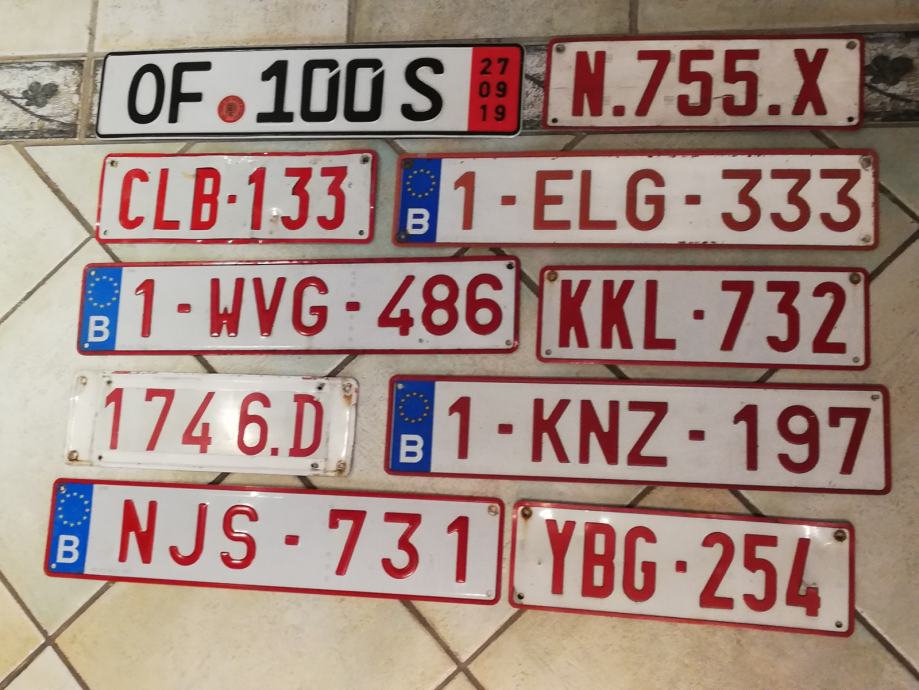 OF 100 S 27 09 19
N.755.X
CLB·133
B 1-ELG-333
B 1-WVG-486
KKL·732
1746.D
B 1-KNZ-197
B NJS-731
YBG·254